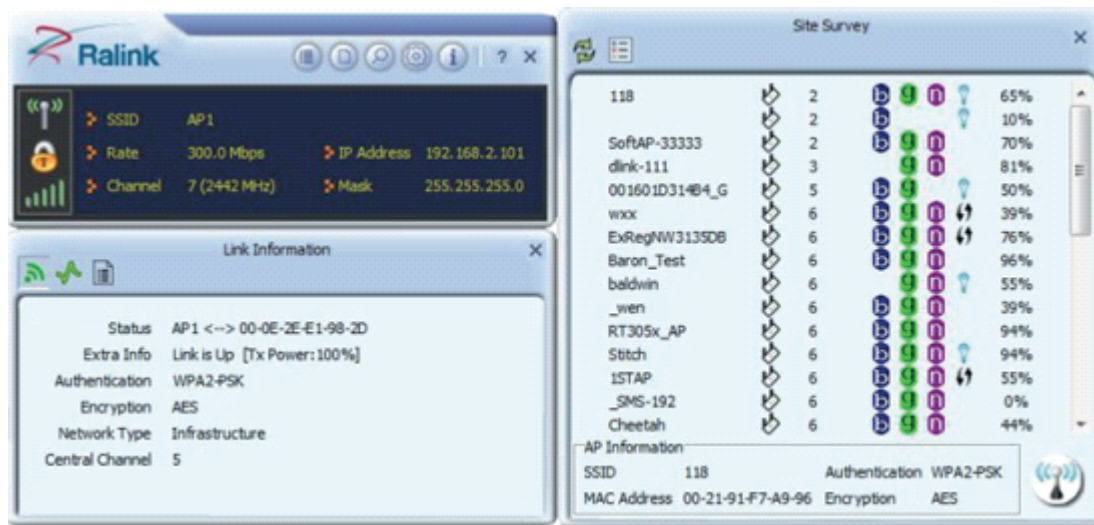 Ralink
? ×
SSID AP1
Rate 300.0 Mbps IP Address 192.168.2.101
Channel 7 (2442 MHz) Mask 255.255.255.0
Link Information ×
Status AP1 <--> 00-0E-2E-E1-98-2D
Extra Info Link is Up [Tx Power:100%]
Authentication WPA2-PSK
Encryption AES
Network Type Infrastructure
Central Channel 5
Site Survey ×
118 2 b g n 65%
2 b 10%
SoftAP-33333 2 b g n 70%
dlink-111 3 g n 81%
001601D314B4_G 5 b g 50%
wxx 6 b g n 39%
ExRegNW3135DB 6 b g n 76%
Baron_Test 6 b g n 96%
baldwin 6 g n 55%
_wen 6 b g n 39%
RT305x_AP 6 b g n 94%
Stitch 6 b g n 94%
1STAP 6 b g n 55%
_SMS-192 6 b g n 0%
Cheetah 6 b g n 44%
AP Information
SSID 118 Authentication WPA2-PSK
MAC Address 00-21-91-F7-A9-96 Encryption AES